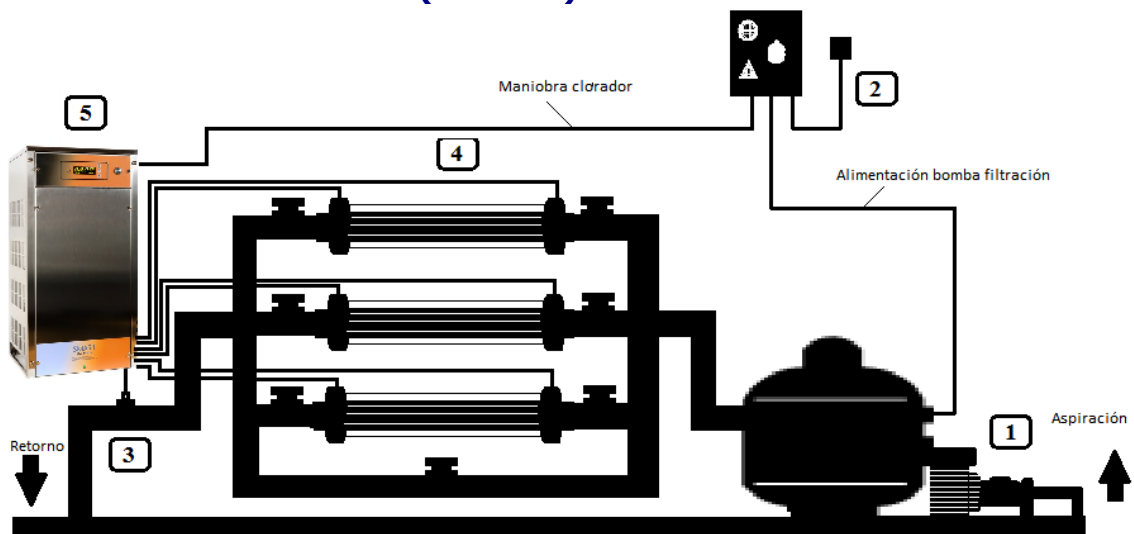 Maniobra clorador
2
5
4
Alimentación bomba filtración
1
Aspiración
Retorno
3